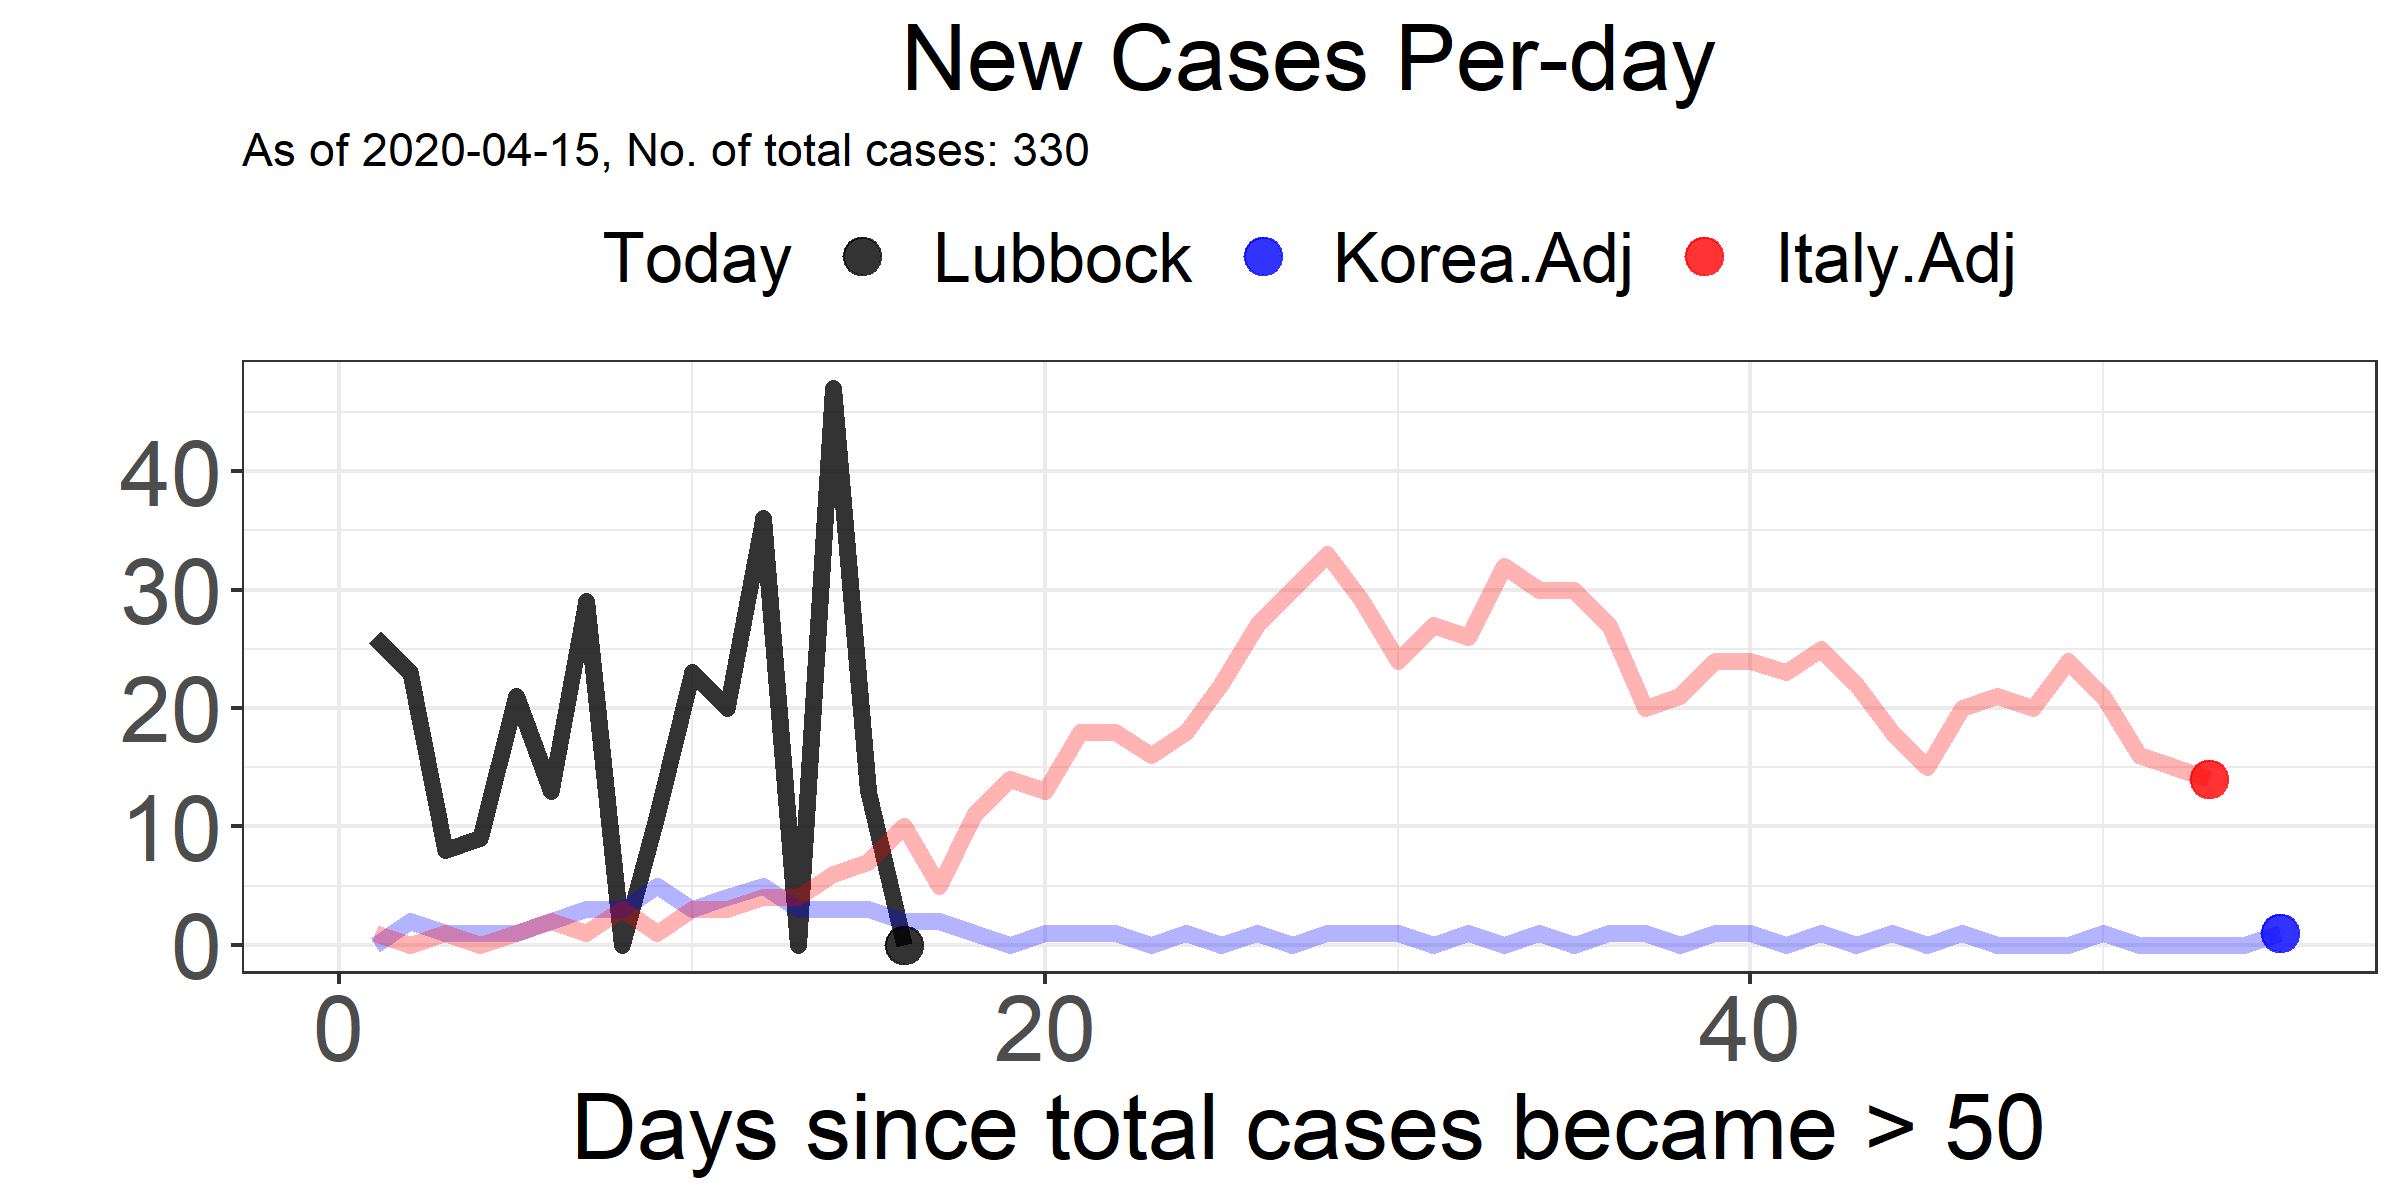 New Cases Per-day
As of 2020-04-15, No. of total cases: 330
Today Lubbock Korea.Adj Italy.Adj
40
30
20
10
0
0 20 40
Days since total cases became > 50